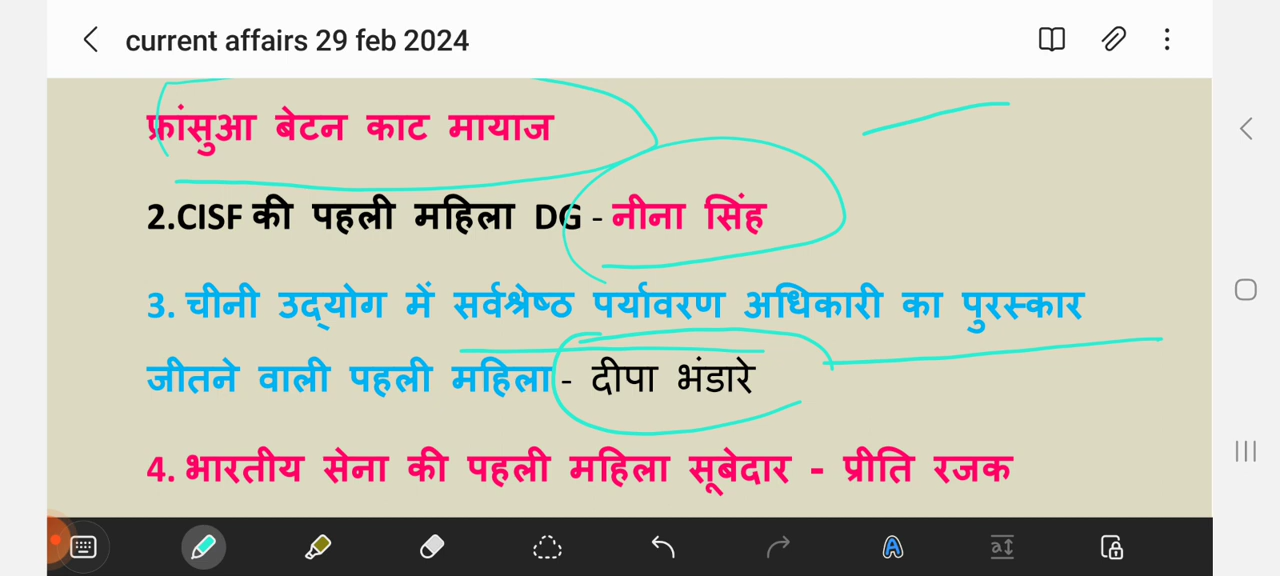 current affairs 29 feb 2024
फ्रांसुआ बेटन काट मायाज
2.CISF की पहली महिला DG - नीना सिंह
3. चीनी उद्योग में सर्वश्रेष्ठ पर्यावरण अधिकारी का पुरस्कार
जीतने वाली पहली महिला - दीपा भंडारे
4. भारतीय सेना की पहली महिला सूबेदार - प्रीति रजक